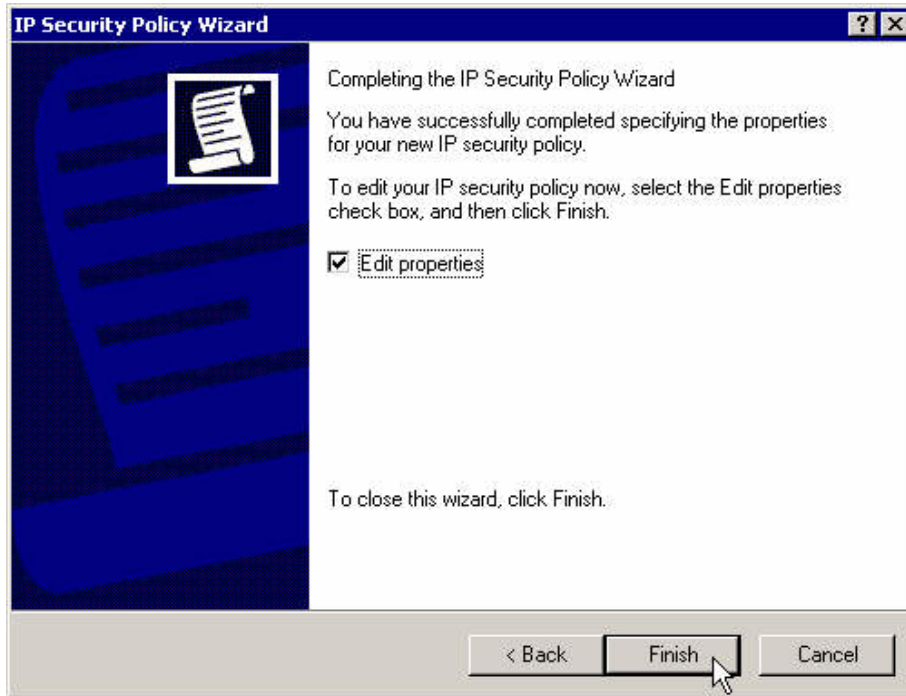 IP Security Policy Wizard
Completing the IP Security Policy Wizard
You have successfully completed specifying the properties
for your new IP security policy.
To edit your IP security policy now, select the Edit properties
check box, and then click Finish.
Edit properties
To close this wizard, click Finish.
< Back Finish Cancel